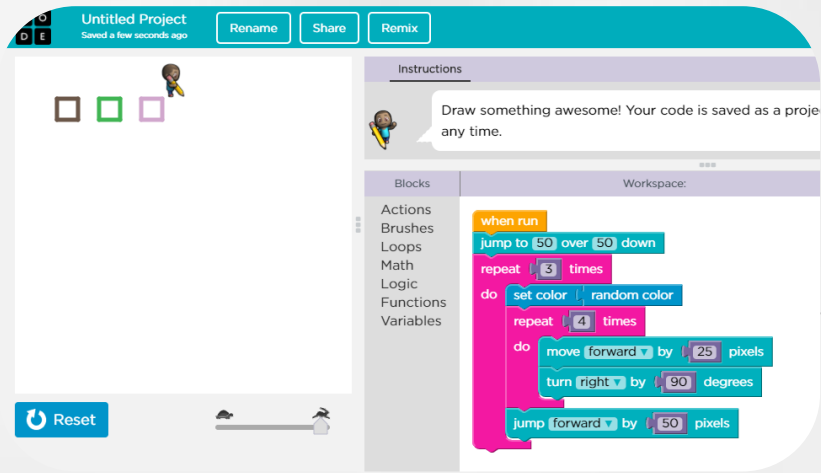 O
D E
Untitled Project
Saved a few seconds ago
Rename
Share
Remix
Instructions
Draw something awesome! Your code is saved as a proje
any time.
Blocks
Workspace:
Actions
Brushes
Loops
Math
Logic
Functions
Variables
when run
jump to 50 over 50 down
repeat 3 times
do set color random color
repeat 4 times
do move forward by 25 pixels
turn right by 90 degrees
jump forward by 50 pixels
Reset